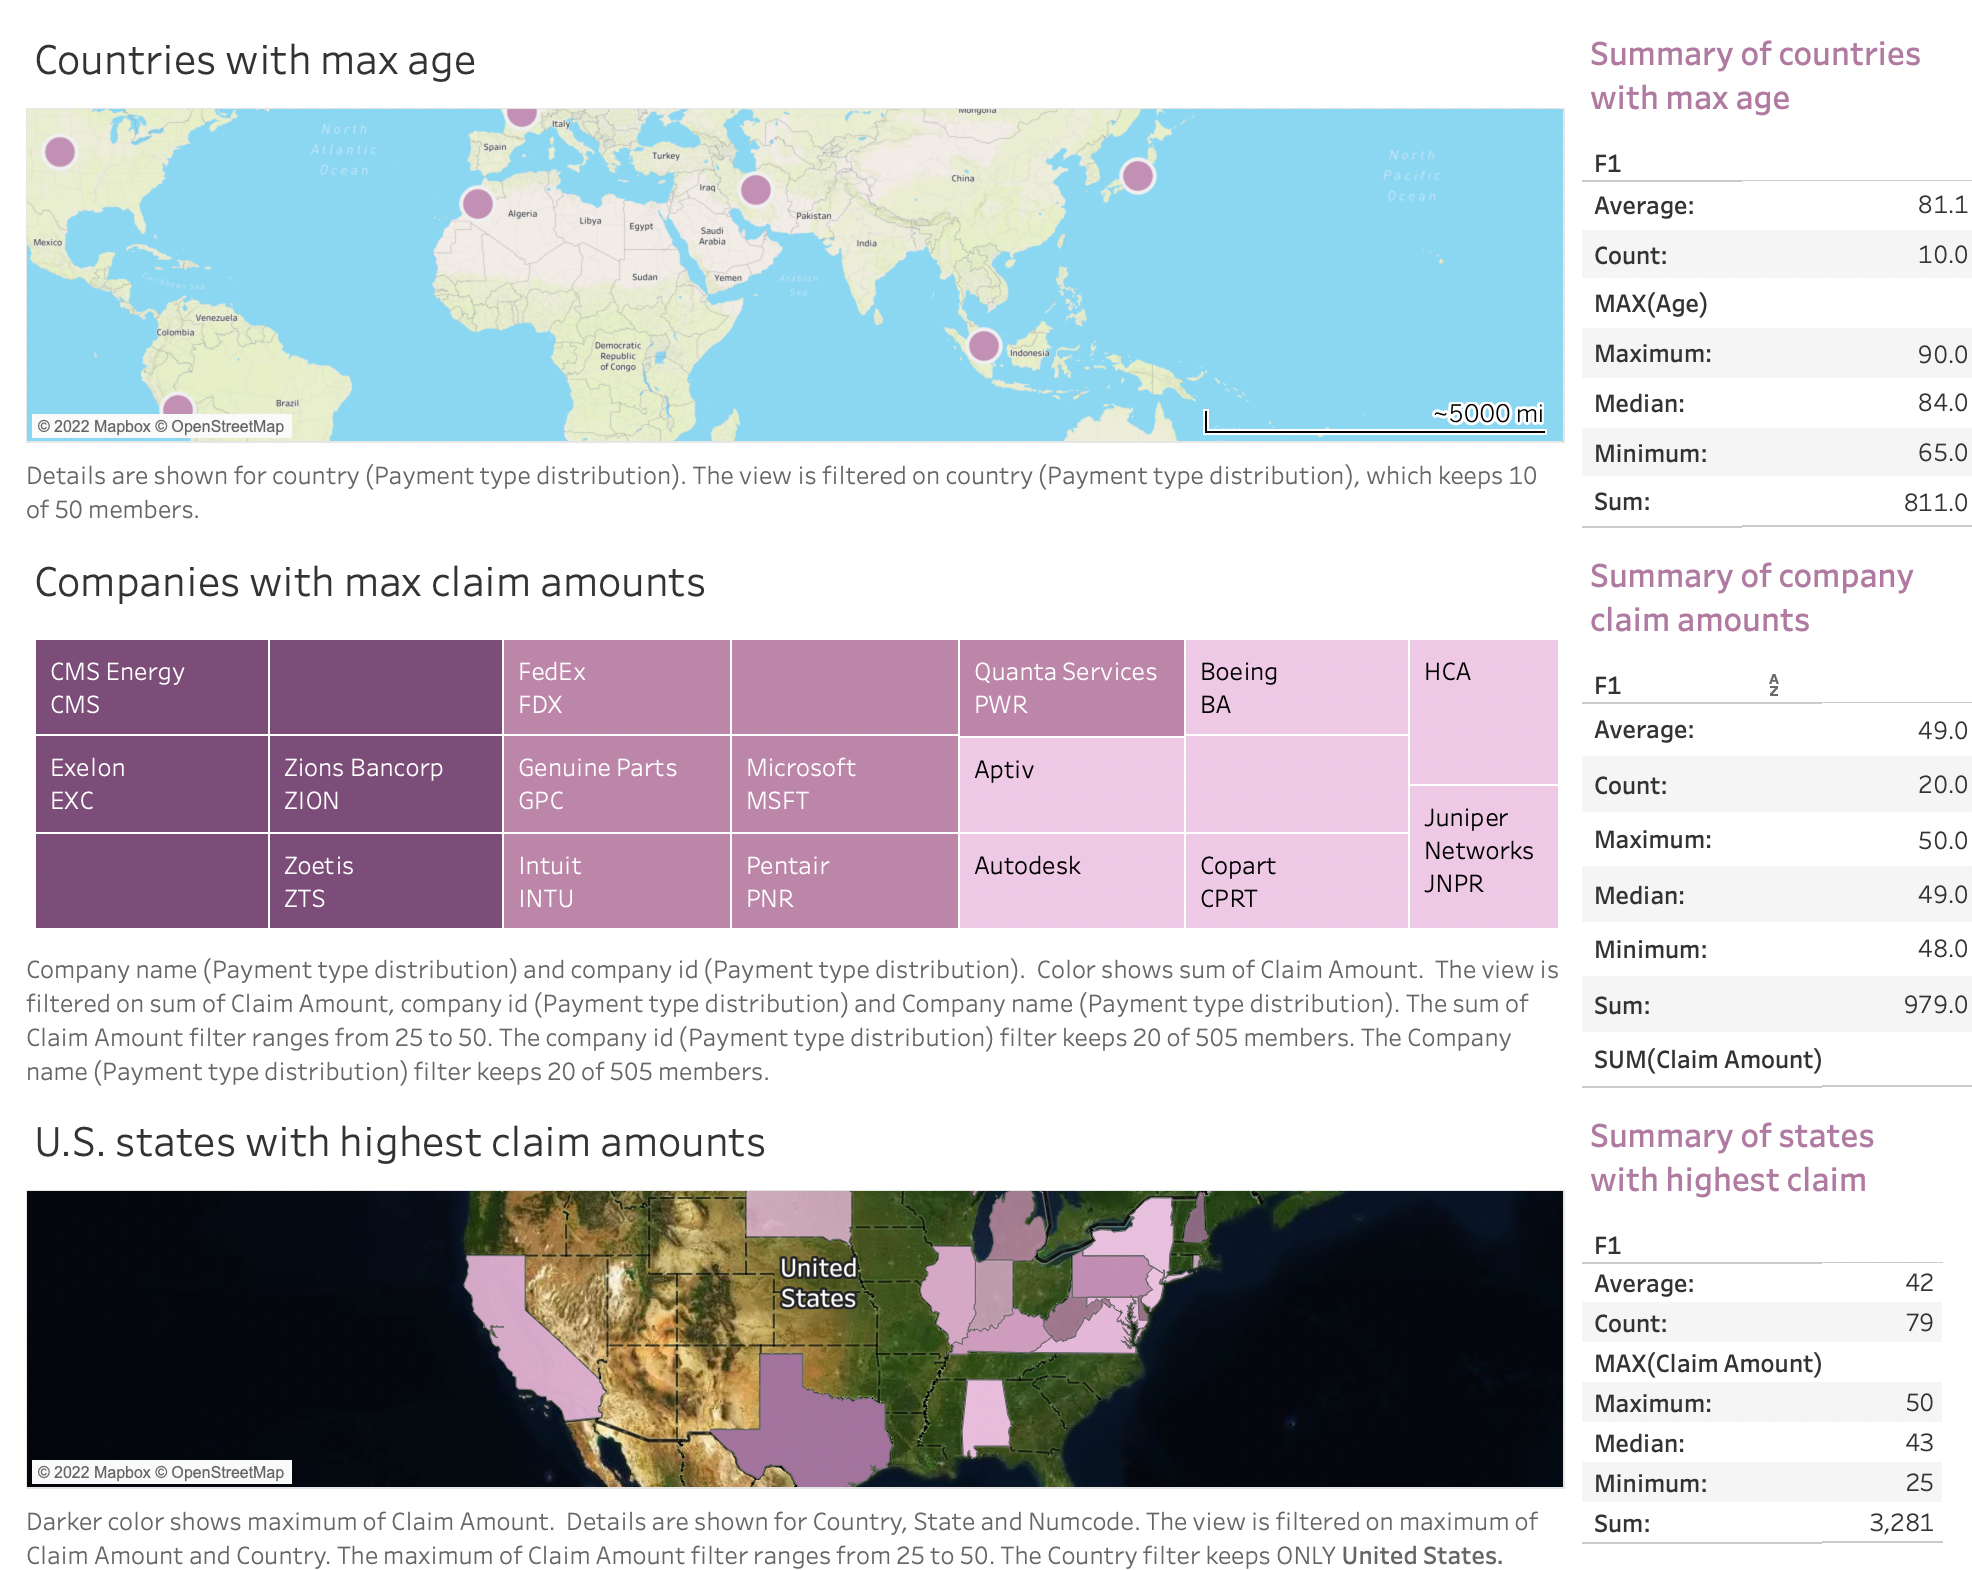 Countries with max age
Mongolia
North
Atlantic
Ocean
Italy
Spain
Turkey
Iraq
China
North
Pacific
Ocean
Algeria
Libya
Egypt
Pakistan
Saudi
Arabia
India
Mexico
Sudan
Yemen
Arabian
Sea
Caribbean Sea
Venezuela
Colombia
Democratic
Republic
of Congo
Indonesia
Brazil
~5000 mi
© 2022 Mapbox © OpenStreetMap
Details are shown for country (Payment type distribution). The view is filtered on country (Payment type distribution), which keeps 10
of 50 members.
Summary of countries
with max age
F1
Average: 81.1
Count: 10.0
MAX(Age)
Maximum: 90.0
Median: 84.0
Minimum: 65.0
Sum: 811.0
Companies with max claim amounts
CMS Energy
CMS
Exelon
EXC
Zions Bancorp
ZION
Zoetis
ZTS
FedEx
FDX
Genuine Parts
GPC
Intuit
INTU
Microsoft
MSFT
Pentair
PNR
Quanta Services
PWR
Aptiv
Autodesk
Boeing
BA
Copart
CPRT
HCA
Juniper
Networks
JNPR
Company name (Payment type distribution) and company id (Payment type distribution).  Color shows sum of Claim Amount.  The view is
filtered on sum of Claim Amount, company id (Payment type distribution) and Company name (Payment type distribution). The sum of
Claim Amount filter ranges from 25 to 50. The company id (Payment type distribution) filter keeps 20 of 505 members. The Company
name (Payment type distribution) filter keeps 20 of 505 members.
Summary of company
claim amounts
F1 A
Z
Average: 49.0
Count: 20.0
Maximum: 50.0
Median: 49.0
Minimum: 48.0
Sum: 979.0
SUM(Claim Amount)
U.S. states with highest claim amounts
United
States
© 2022 Mapbox © OpenStreetMap
Darker color shows maximum of Claim Amount.  Details are shown for Country, State and Numcode. The view is filtered on maximum of
Claim Amount and Country. The maximum of Claim Amount filter ranges from 25 to 50. The Country filter keeps ONLY United States.
Summary of states
with highest claim
F1
Average: 42
Count: 79
MAX(Claim Amount)
Maximum: 50
Median: 43
Minimum: 25
Sum: 3,281